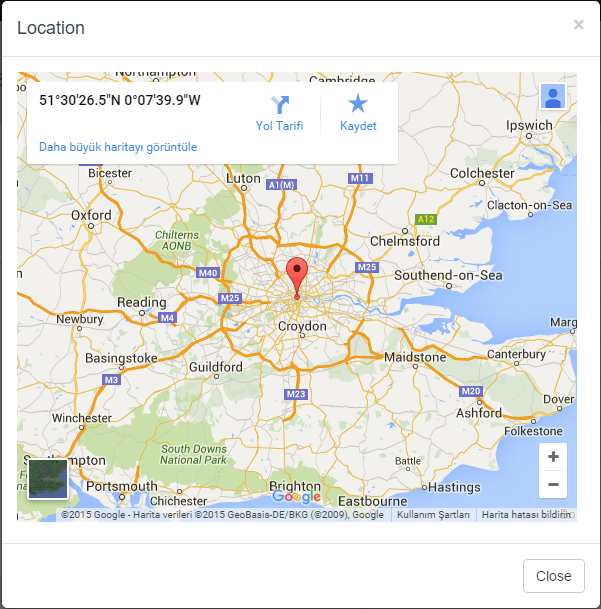 Location
×
Northampton
Cambridge
51°30'26.5"N 0°07'39.9"W
Yol Tarifi
Kaydet
Daha büyük haritayı görüntüle
Ipswich
Bicester
Luton
A1(M)
M11
Colchester
Clacton-on-Sea
Oxford
A12
Chilterns
AONB
Chelmsford
M40
M25
Southend-on-Sea
Reading
M25
Newbury
M4
Croydon
Marg
Basingstoke
Guildford
Maidstone
Canterbury
M3
M23
M20
Dover
Ashford
Winchester
Folkestone
South Downs
National Park
Battle
+
−
Portsmouth
Chichester
Brighton
Google
Eastbourne
Hastings
©2015 Google - Harita verileri ©2015 GeoBasis-DE/BKG (©2009), Google
Kullanım Şartları
Harita hatası bildirin
Close